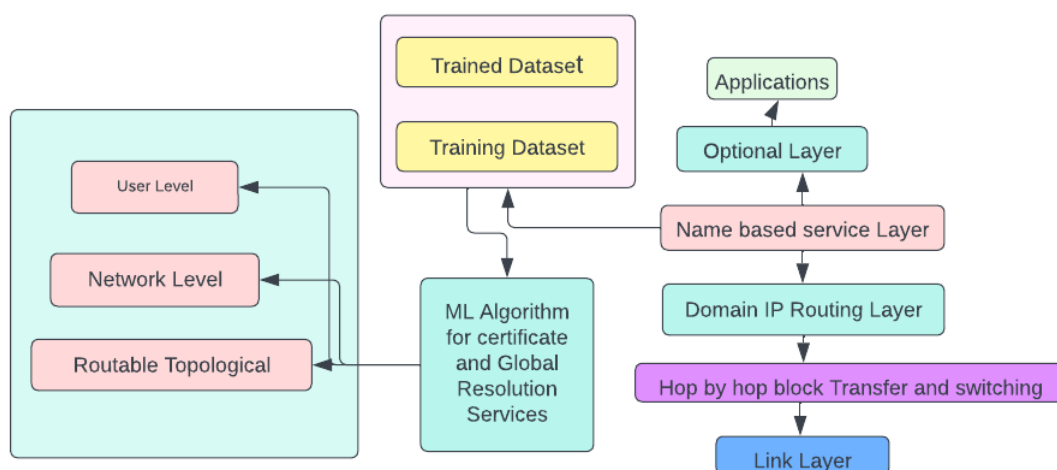 Trained Dataset
Training Dataset
Applications
Optional Layer
User Level
Name based service Layer
Network Level
Domain IP Routing Layer
ML Algorithm
for certificate
and Global
Resolution
Services
Routable Topological
Hop by hop block Transfer and switching
Link Layer